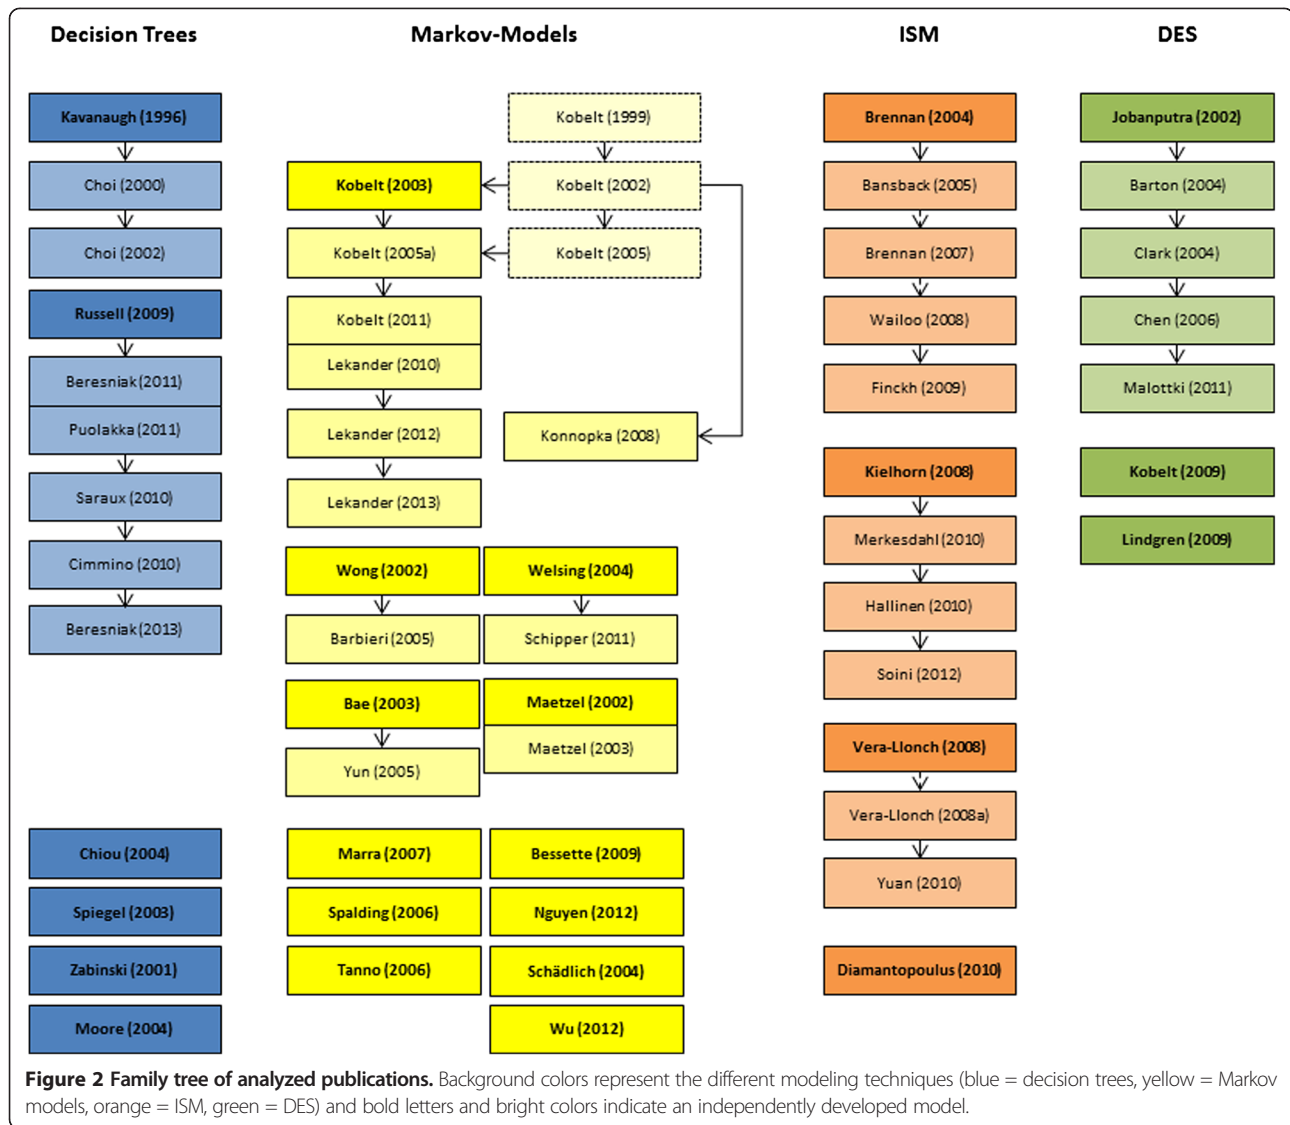 Decision Trees
Markov-Models
ISM
DES
Kavanaugh (1996)
Choi (2000)
Choi (2002)
Russell (2009)
Beresniak (2011)
Puolakka (2011)
Saraux (2010)
Cimmino (2010)
Beresniak (2013)
Chiou (2004)
Spiegel (2003)
Zabinski (2001)
Moore (2004)
Kobelt (1999)
Kobelt (2003)
Kobelt (2002)
Kobelt (2005a)
Kobelt (2005)
Kobelt (2011)
Lekander (2010)
Lekander (2012)
Konnopka (2008)
Lekander (2013)
Wong (2002)
Welsing (2004)
Barbieri (2005)
Schipper (2011)
Bae (2003)
Maetzel (2002)
Maetzel (2003)
Yun (2005)
Marra (2007)
Bessette (2009)
Spalding (2006)
Nguyen (2012)
Tanno (2006)
Schädlich (2004)
Wu (2012)
Brennan (2004)
Bansback (2005)
Brennan (2007)
Wailoo (2008)
Finckh (2009)
Kielhorn (2008)
Merkesdahl (2010)
Hallinen (2010)
Soini (2012)
Vera-Llonch (2008)
Vera-Llonch (2008a)
Yuan (2010)
Diamantopoulus (2010)
Jobanputra (2002)
Barton (2004)
Clark (2004)
Chen (2006)
Malottki (2011)
Kobelt (2009)
Lindgren (2009)
Figure 2 Family tree of analyzed publications. Background colors represent the different modeling techniques (blue = decision trees, yellow = Markov
models, orange = ISM, green = DES) and bold letters and bright colors indicate an independently developed model.